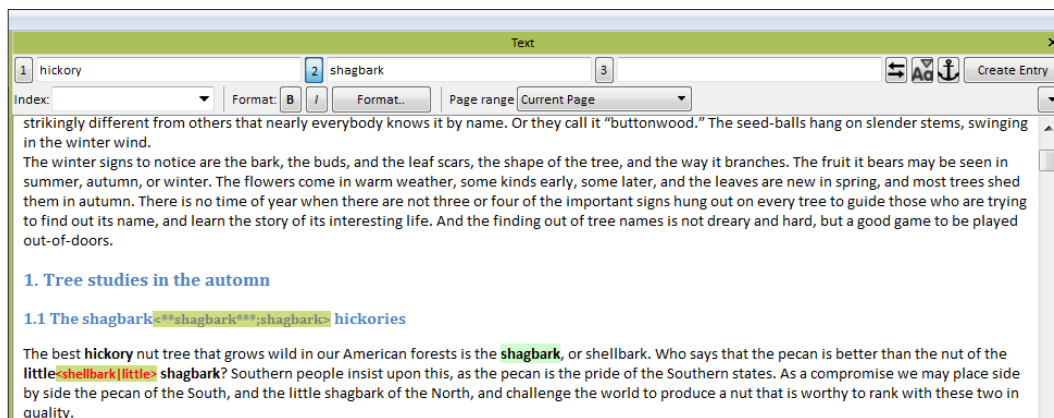 Text
1 hickory 2 shagbark 3 Create Entry
Index: Format: B I Format.. Page range Current Page
strikingly different from others that nearly everybody knows it by name. Or they call it “buttonwood.” The seed-balls hang on slender stems, swinging
in the winter wind.
The winter signs to notice are the bark, the buds, and the leaf scars, the shape of the tree, and the way it branches. The fruit it bears may be seen in
summer, autumn, or winter. The flowers come in warm weather, some kinds early, some later, and the leaves are new in spring, and most trees shed
them in autumn. There is no time of year when there are not three or four of the important signs hung out on every tree to guide those who are trying
to find out its name, and learn the story of its interesting life. And the finding out of tree names is not dreary and hard, but a good game to be played
out-of-doors.
1. Tree studies in the automn
1.1 The shagbark<**shagbark***;shagbark> hickories
The best hickory nut tree that grows wild in our American forests is the shagbark, or shellbark. Who says that the pecan is better than the nut of the
little<shellbark|little> shagbark? Southern people insist upon this, as the pecan is the pride of the Southern states. As a compromise we may place side
by side the pecan of the South, and the little shagbark of the North, and challenge the world to produce a nut that is worthy to rank with these two in
quality.